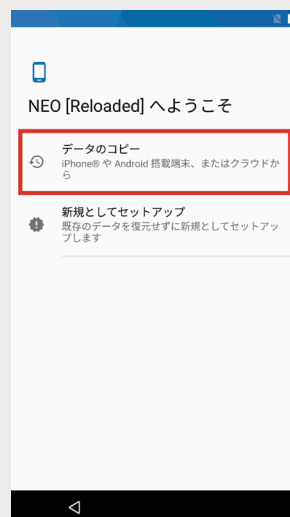 NEO [Reloaded] へようこそ
データのコピー
iPhone® や Android 搭載端末、またはクラウドか
ら
新規としてセットアップ
既存のデータを復元せずに新規としてセットアッ
プします